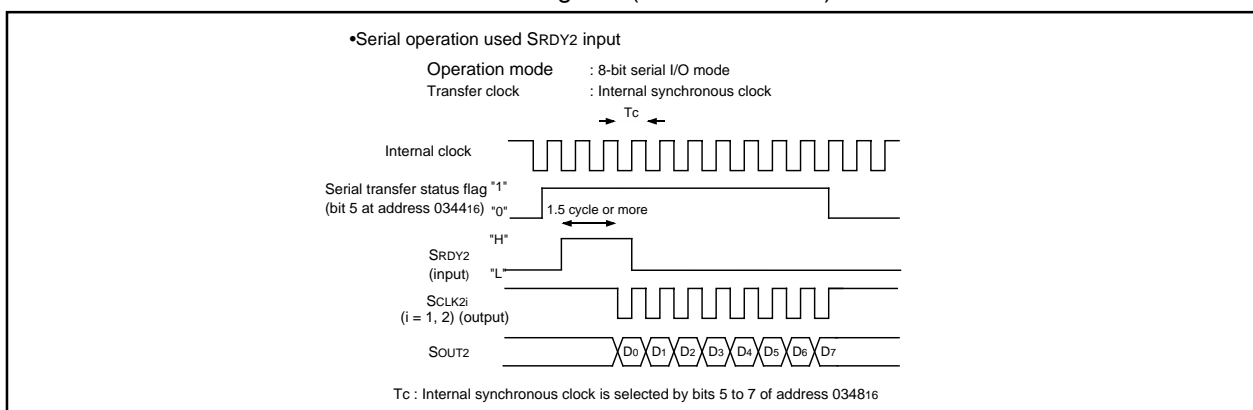 •Serial operation used SRDY2 input
Operation mode : 8-bit serial I/O mode
Transfer clock : Internal synchronous clock
Tc
Internal clock
Serial transfer status flag "1"
(bit 5 at address 034416) "0" 1.5 cycle or more
"H"
SRDY2
(input) "L"
SCLK2i
(i = 1, 2) (output)
SOUT2 D0 D1 D2 D3 D4 D5 D6 D7
Tc : Internal synchronous clock is selected by bits 5 to 7 of address 034816